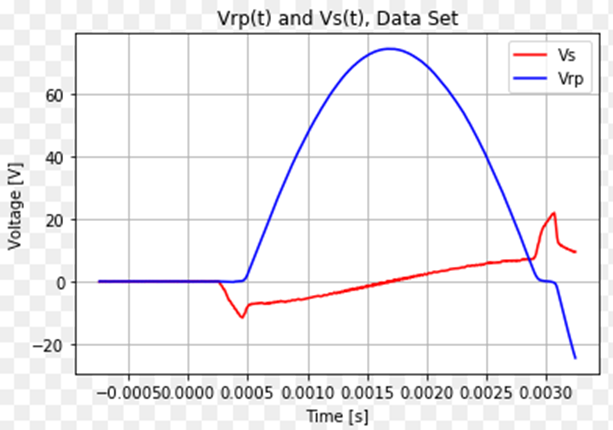 Vrp(t) and Vs(t), Data Set
Vs
Vrp
Voltage [V]
60
40
20
0
−20
−0.00050.0000 0.0005 0.0010 0.0015 0.0020 0.0025 0.0030
Time [s]